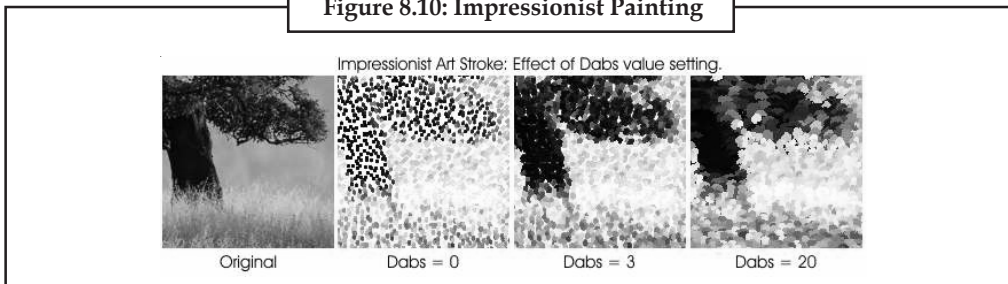 Figure 8.10: Impressionist Painting
Impressionist Art Stroke: Effect of Dabs value setting.
Original Dabs = 0 Dabs = 3 Dabs = 20